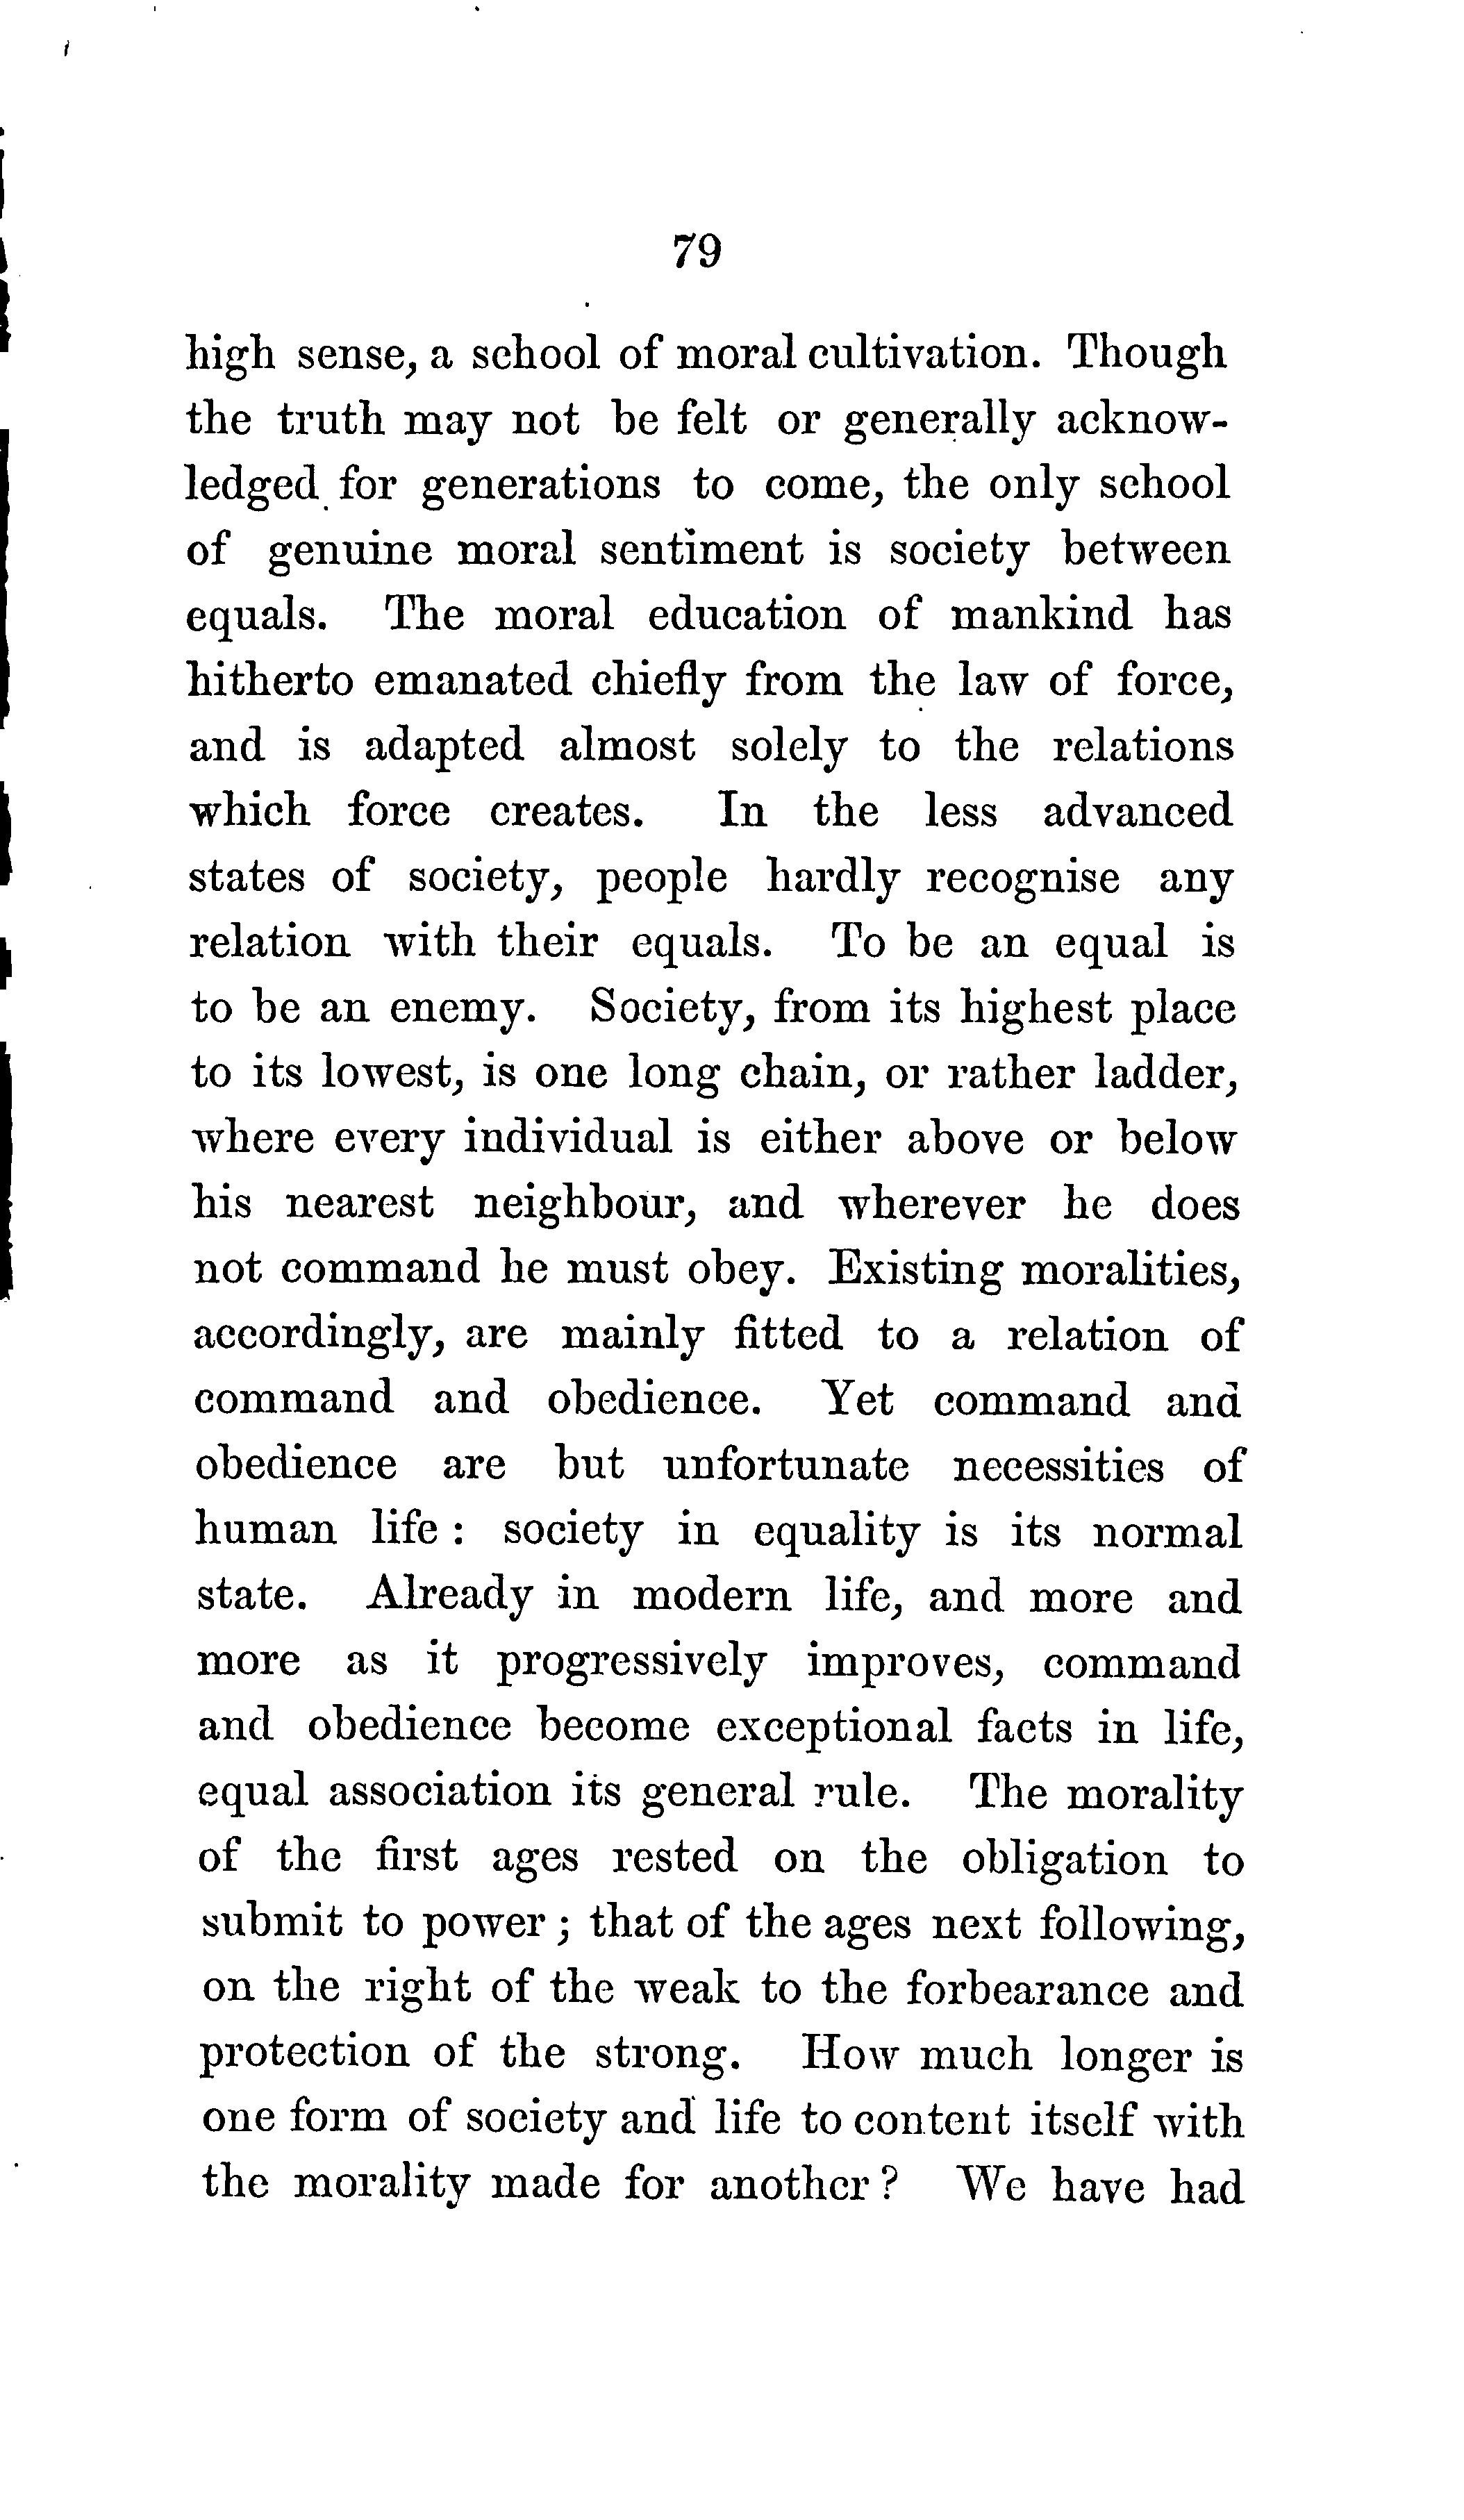 79
high sense, a school of moral cultivation. Though
the truth may not be felt or generally acknow-
ledged for generations to come, the only school
of genuine moral sentiment is society between
equals. The moral education of mankind has
hitherto emanated chiefly from the law of force,
and is adapted almost solely to the relations
which force creates. In the less advanced
states of society, people hardly recognise any
relation with their equals. To be an equal is
to be an enemy. Society, from its highest place
to its lowest, is one long chain, or rather ladder,
where every individual is either above or below
his nearest neighbour, and wherever he does
not command he must obey. Existing moralities,
accordingly, are mainly fitted to a relation of
command and obedience. Yet command and
obedience are but unfortunate necessities of
human life : society in equality is its normal
state. Already in modern life, and more and
more as it progressively improves, command
and obedience become exceptional facts in life,
equal association its general rule. The morality
of the first ages rested on the obligation to
submit to power ; that of the ages next following,
on the right of the weak to the forbearance and
protection of the strong. How much longer is
one form of society and life to content itself with
the morality made for another ? We have had